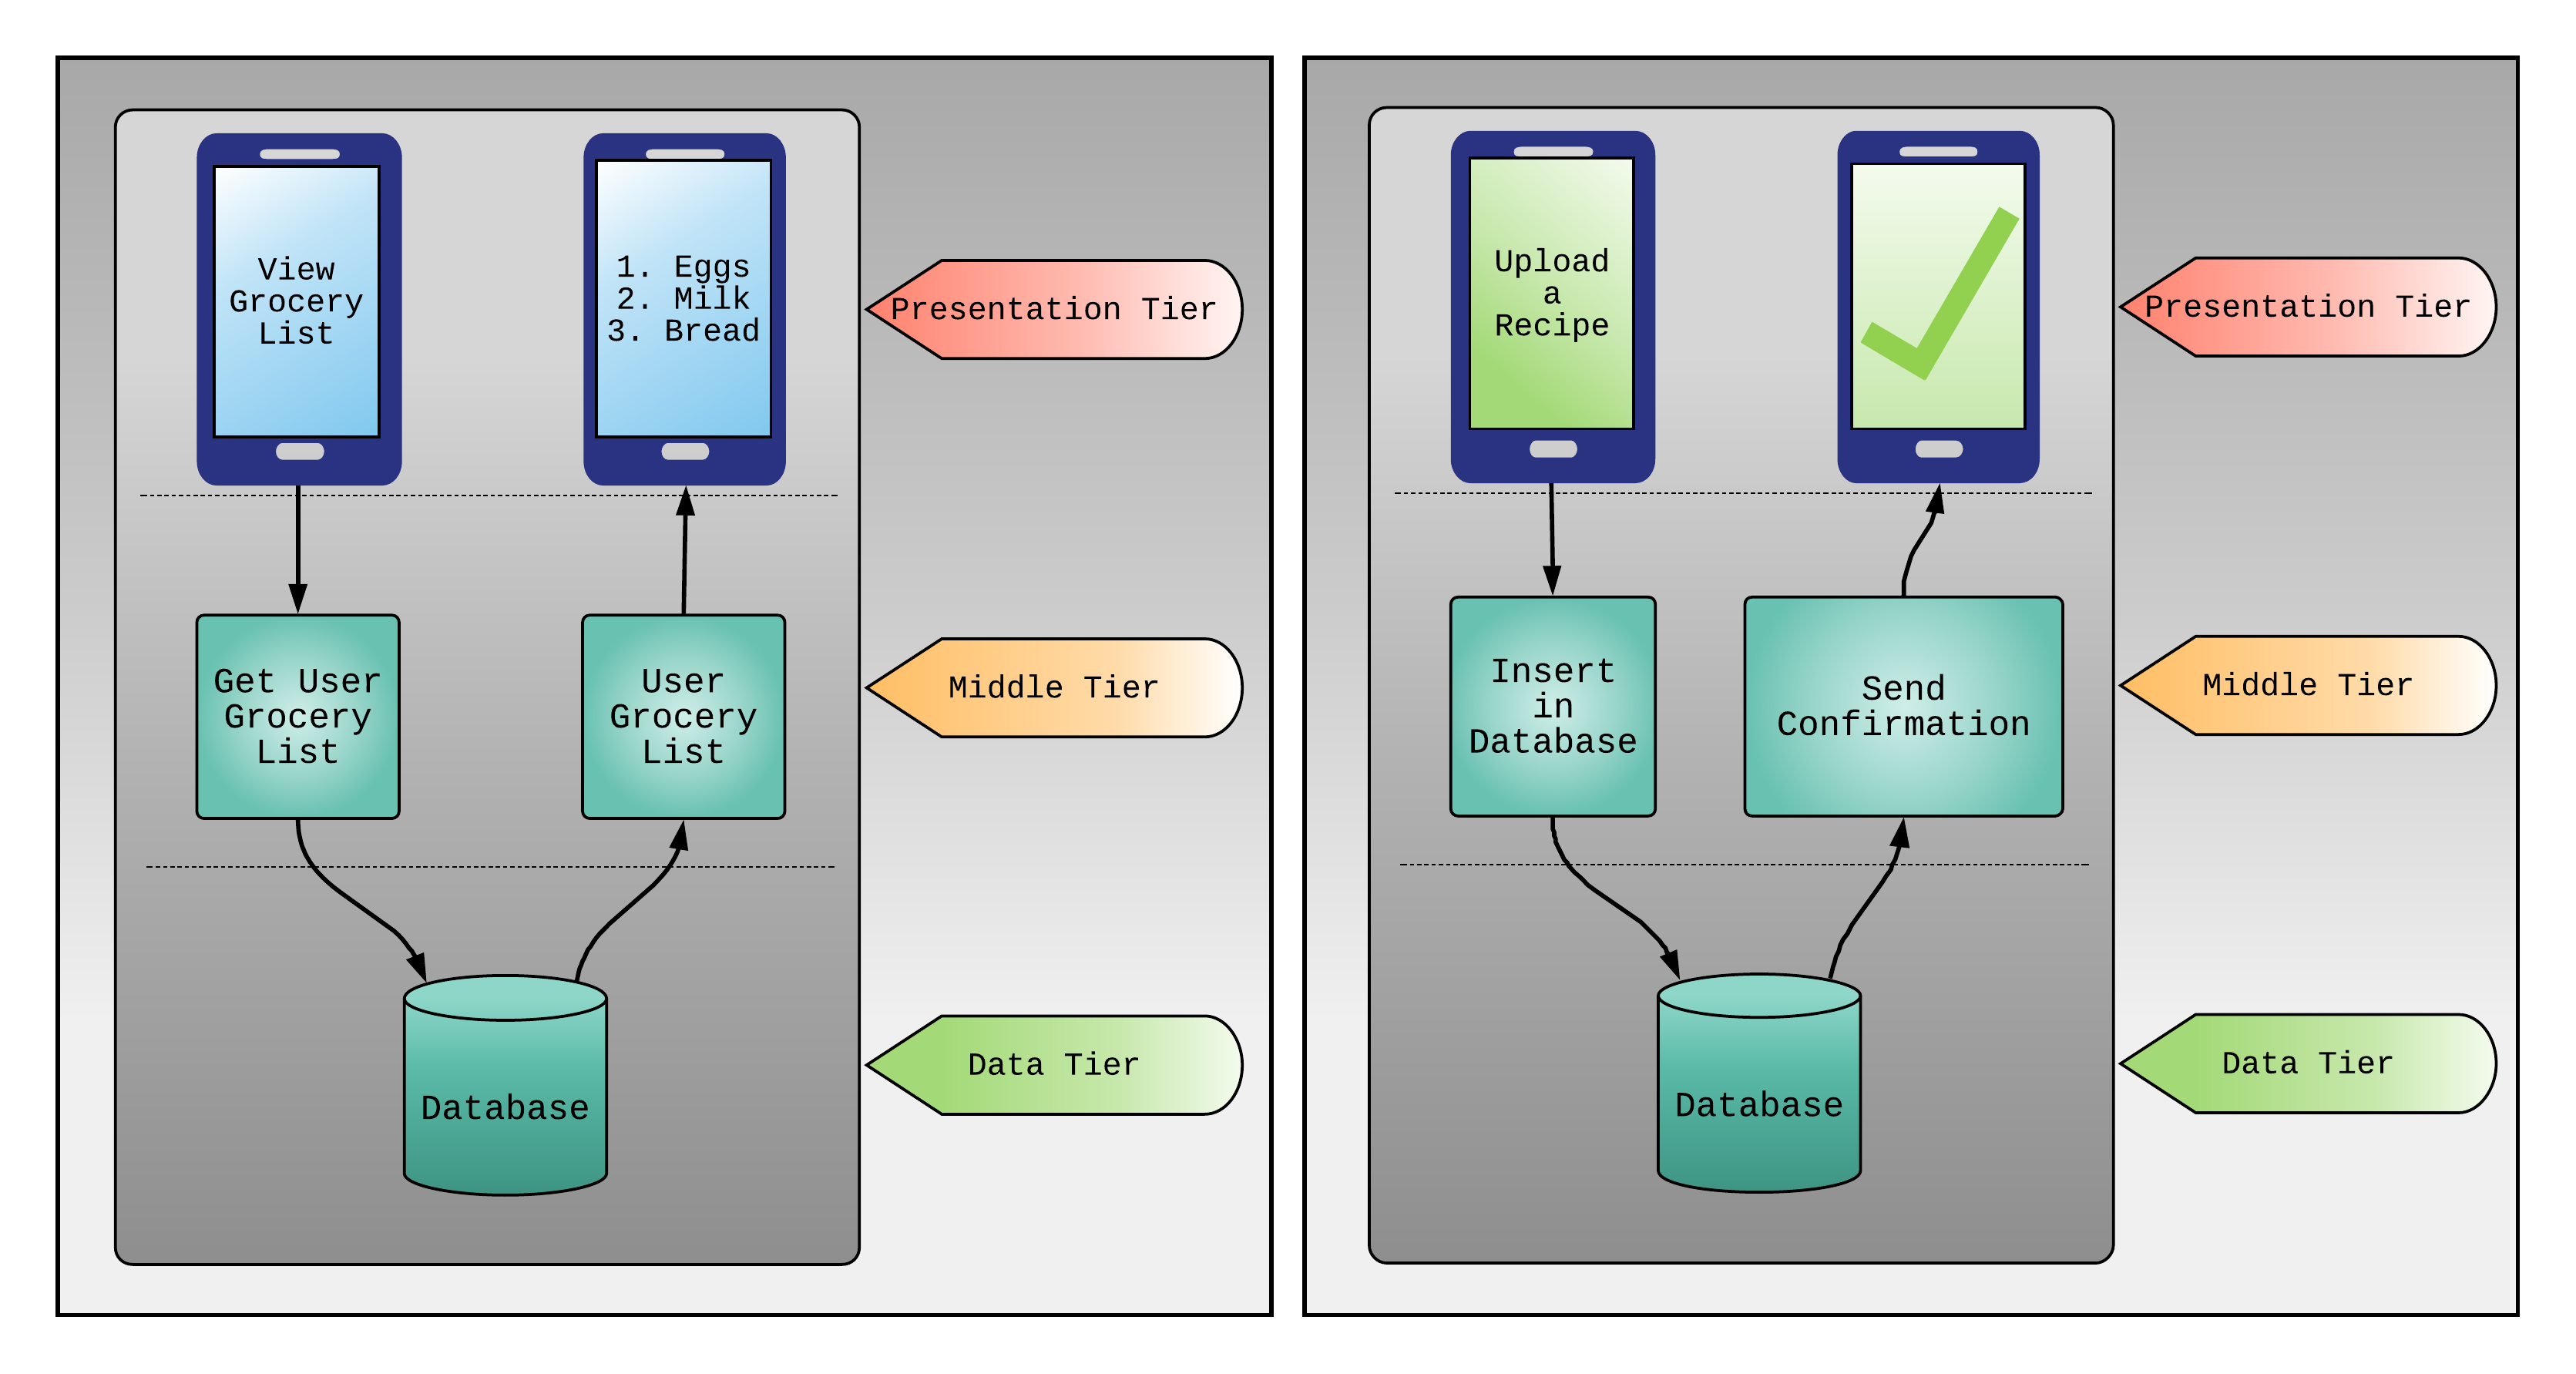 View
Grocery
List
1. Eggs
2. Milk
3. Bread
Presentation Tier
Get User
Grocery
List
User
Grocery
List
Middle Tier
Database
Data Tier
Upload
a
Recipe
Presentation Tier
Insert
in
Database
Send
Confirmation
Middle Tier
Database
Data Tier